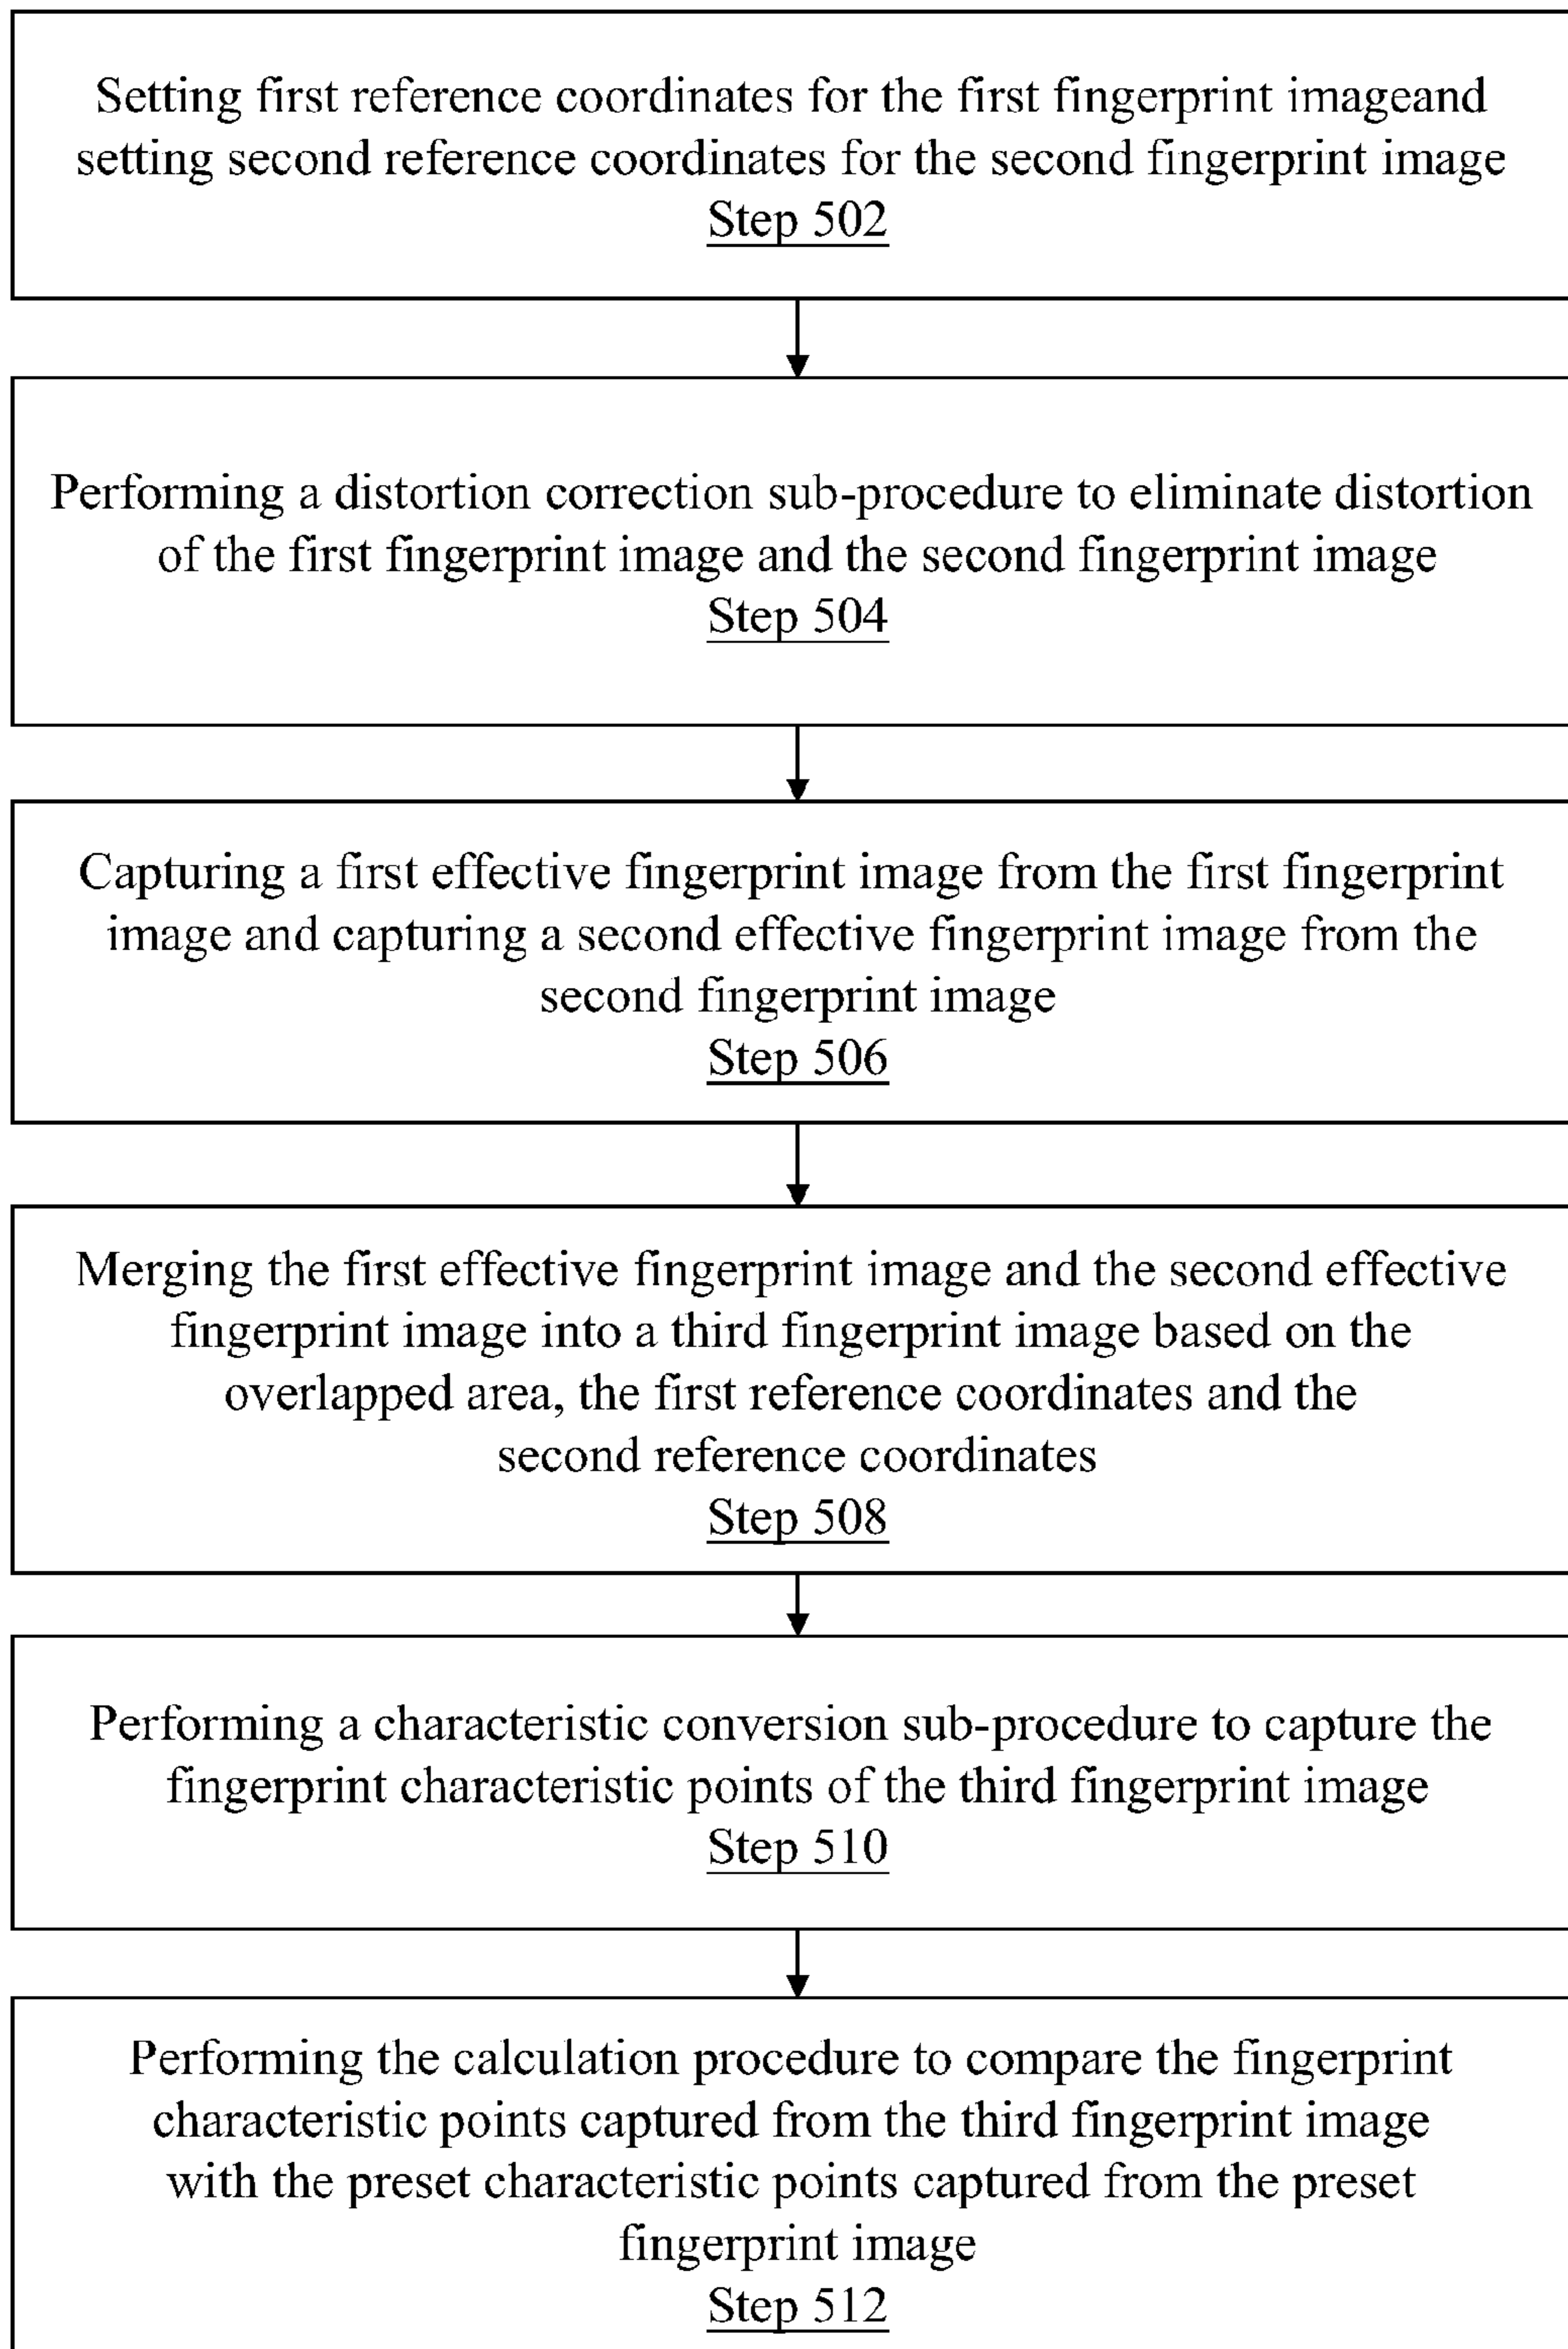 Setting first reference coordinates for the first fingerprint imageand
setting second reference coordinates for the second fingerprint image
Step 502
Performing a distortion correction sub-procedure to eliminate distortion
of the first fingerprint image and the second fingerprint image
Step 504
Capturing a first effective fingerprint image from the first fingerprint
image and capturing a second effective fingerprint image from the
second fingerprint image
Step 506
Merging the first effective fingerprint image and the second effective
fingerprint image into a third fingerprint image based on the
overlapped area, the first reference coordinates and the
second reference coordinates
Step 508
Performing a characteristic conversion sub-procedure to capture the
fingerprint characteristic points of the third fingerprint image
Step 510
Performing the calculation procedure to compare the fingerprint
characteristic points captured from the third fingerprint image
with the preset characteristic points captured from the preset
fingerprint image
Step 512